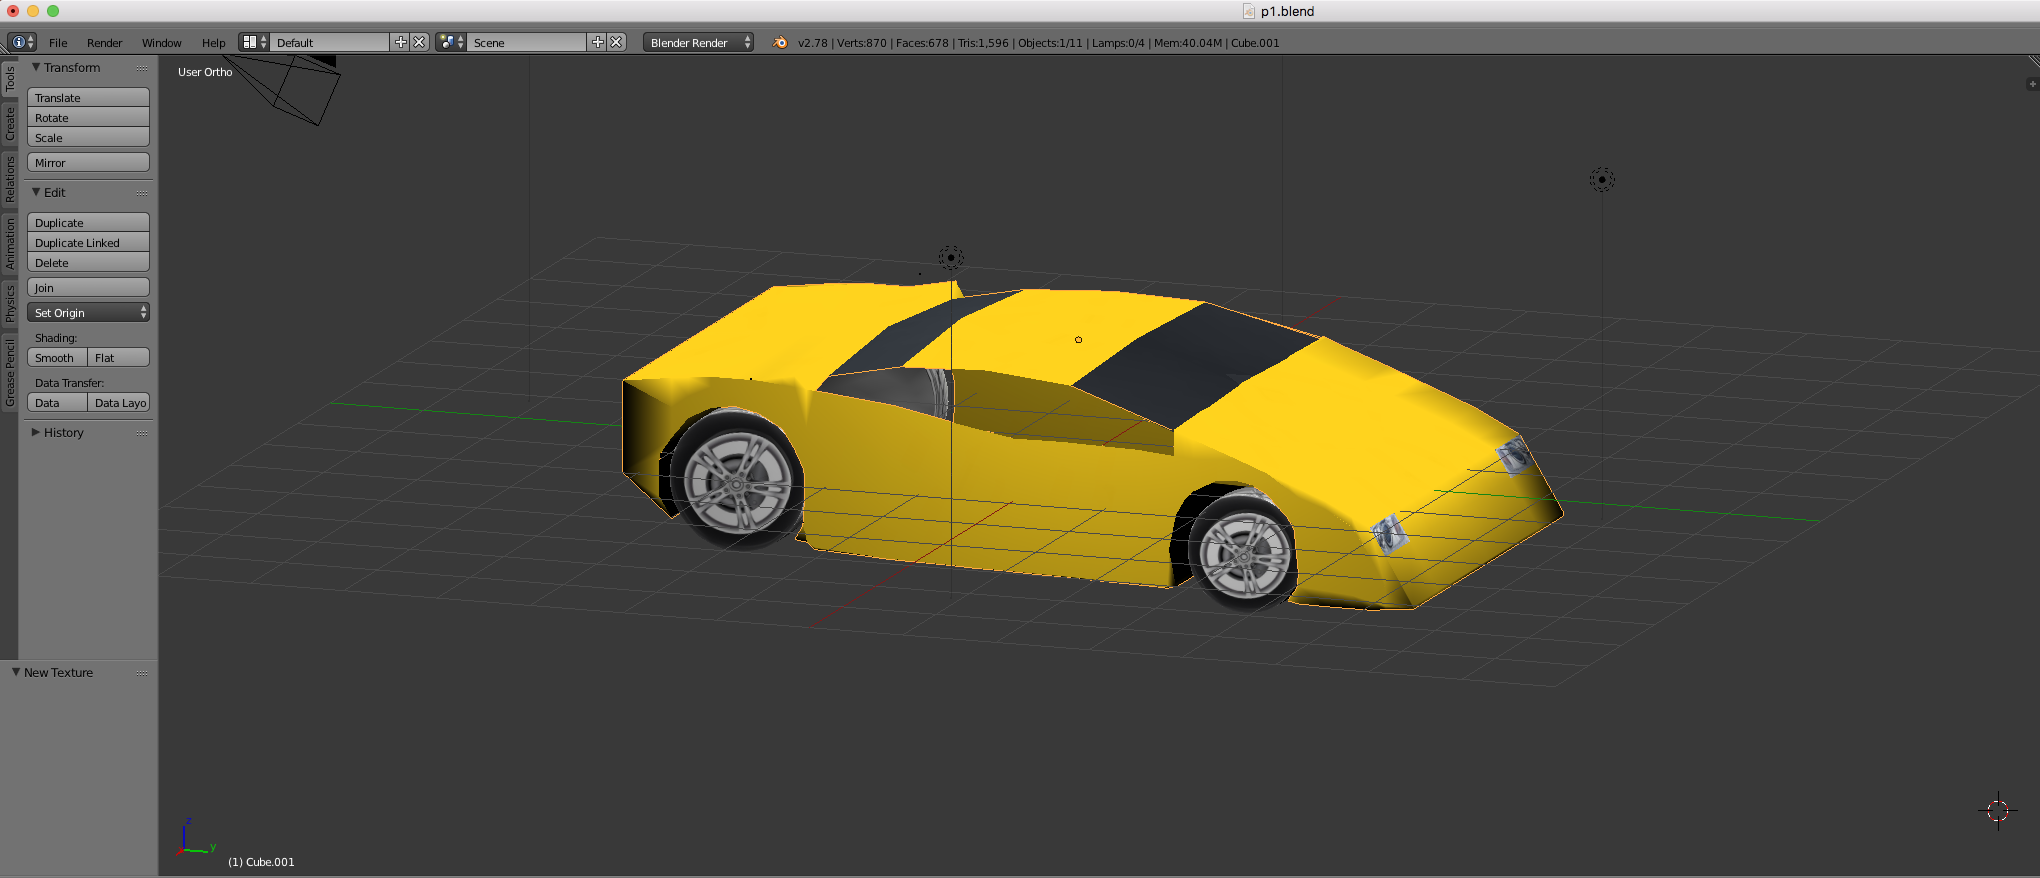 p1.blend
File Render Window Help Default Scene Blender Render v2.78 | Verts:870 | Faces:678 | Tris:1,596 | Objects:1/11 | Lamps:0/4 | Mem:40.04M | Cube.001
Tools
Create
Relations
Animation
Physics
Grease Pencil
Transform
Translate
Rotate
Scale
Mirror
Edit
Duplicate
Duplicate Linked
Delete
Join
Set Origin
Shading:
Smooth Flat
Data Transfer:
Data Data Layo
History
New Texture
User Ortho
z
y
(1) Cube.001